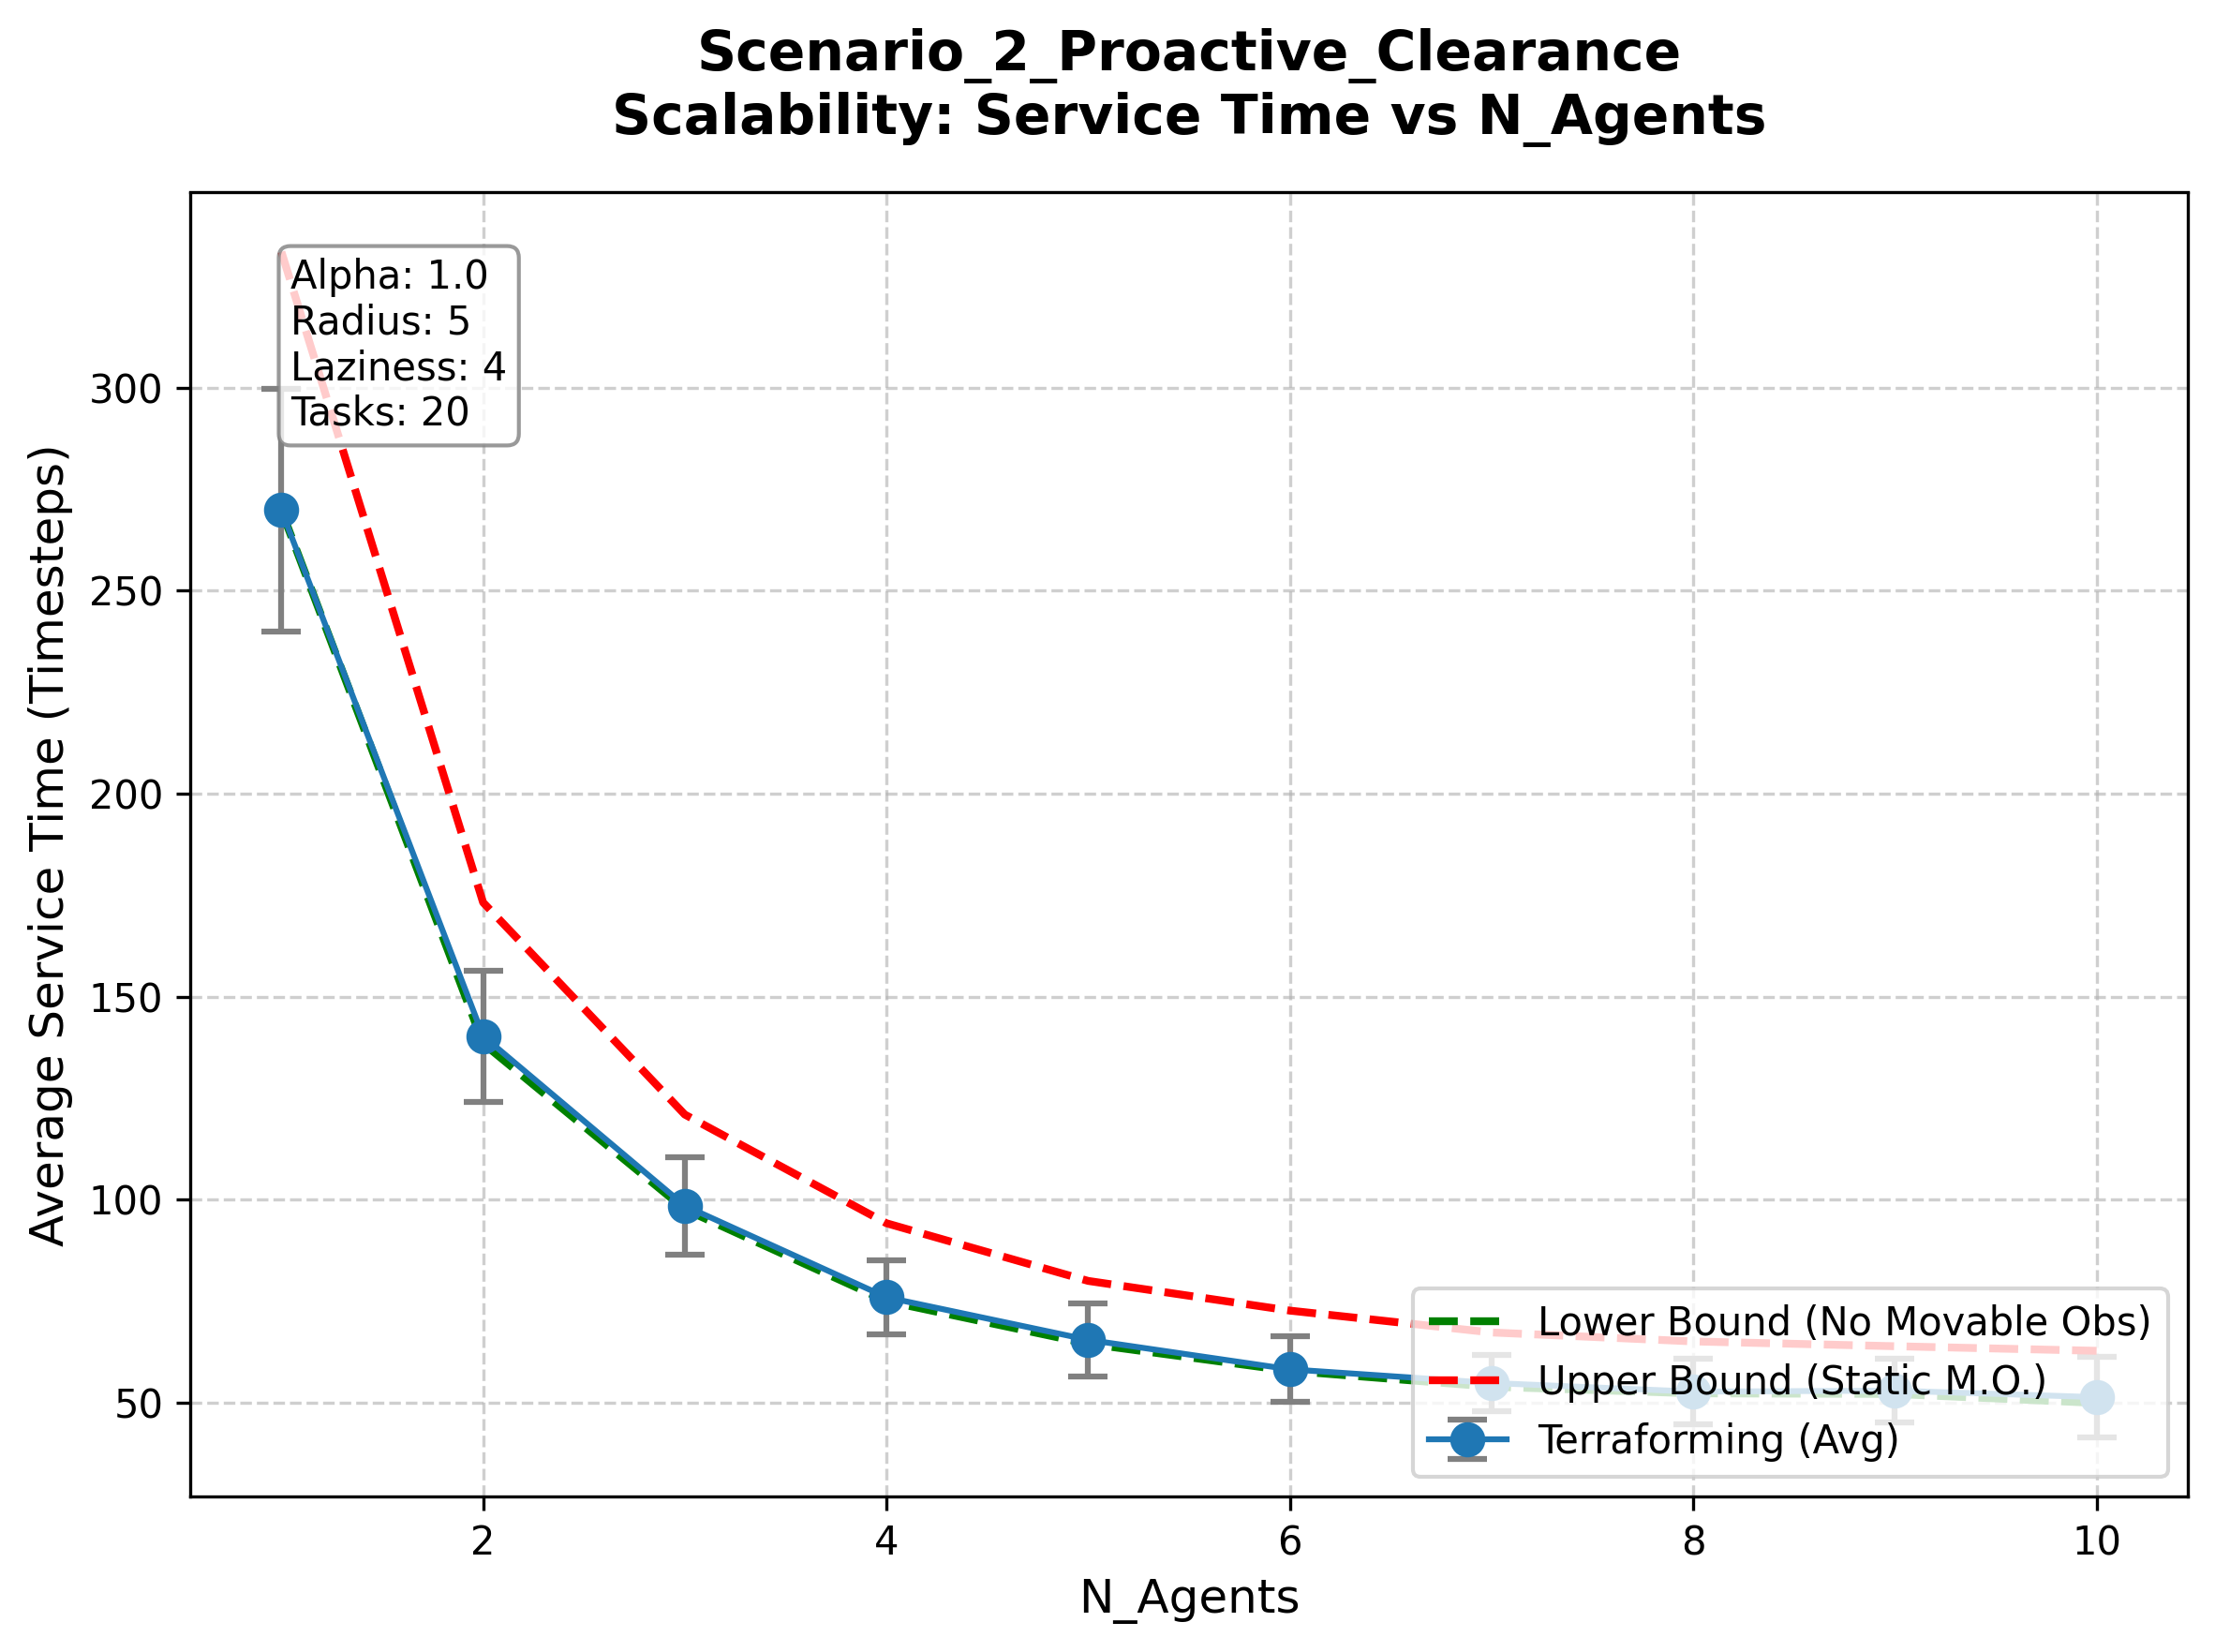 Scenario_2_Proactive_Clearance
Scalability: Service Time vs N_Agents
Alpha: 1.0
Radius: 5
Laziness: 4
Tasks: 20
Average Service Time (Timesteps)
300
250
200
150
100
50
Lower Bound (No Movable Obs)
Upper Bound (Static M.O.)
Terraforming (Avg)
2
4
6
8
10
N_Agents